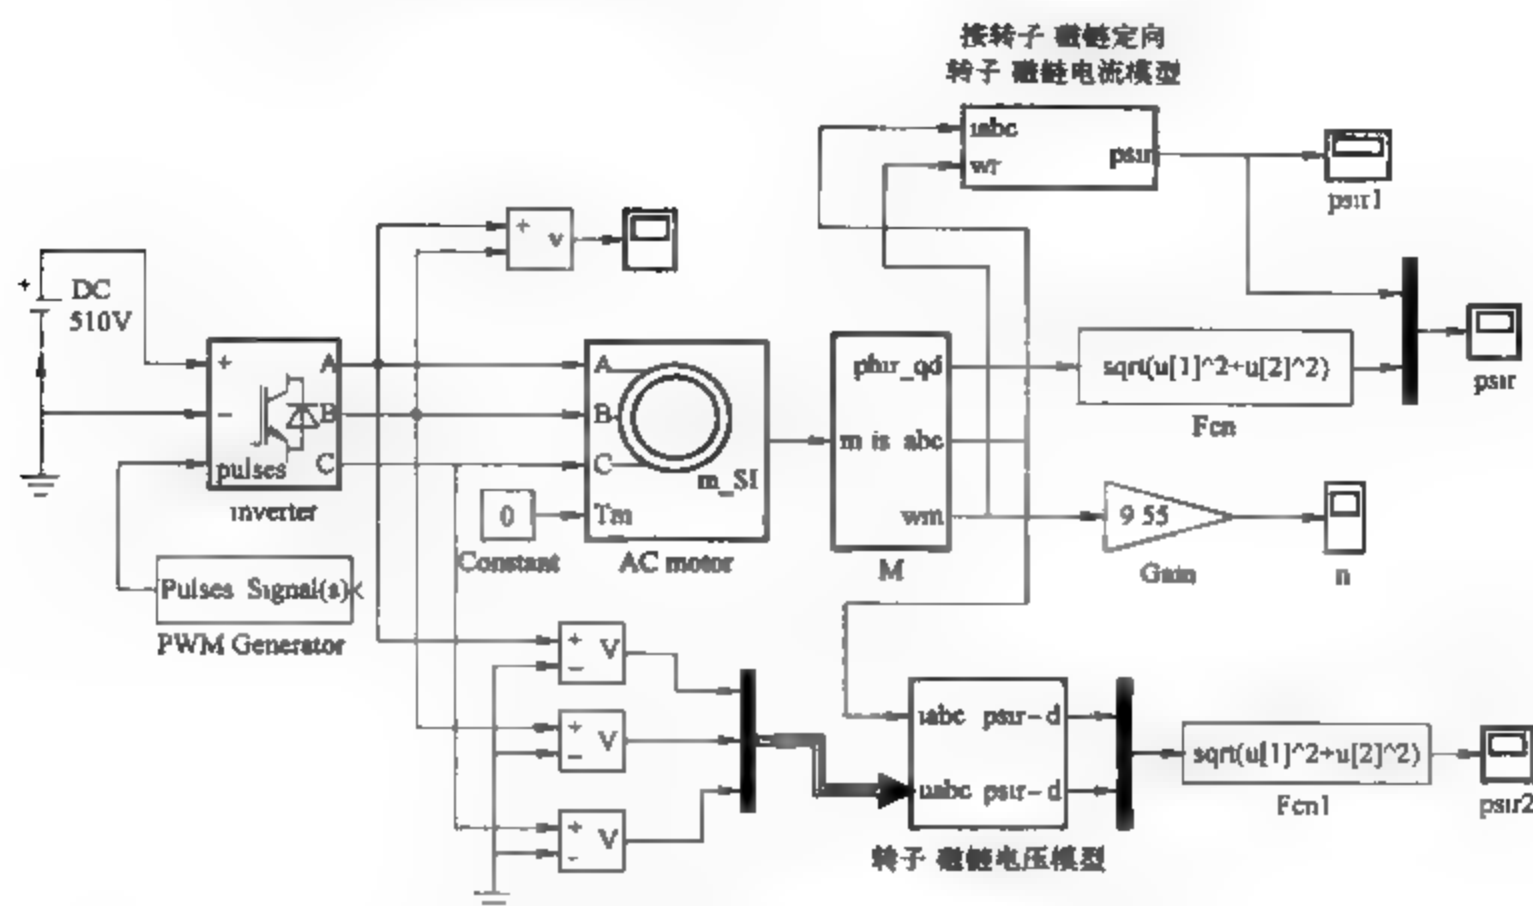 按转子 磁链定向
转子 磁链电流模型
iabc
wr
psir
psir1
+
v
+
DC
510V
+
A
-
B
pulses
C
inverter
A
B
C
m_SI
Tm
AC motor
0
Constant
phir_qd
m is abc
wm
M
sqrt(u[1]^2+u[2]^2)
Fcn
psir
9 55
Gain
n
Pulses Signal(s)
PWM Generator
+
V
-
+
V
-
+
V
-
iabc psir-d
uabc psir-d
转子 磁链电压模型
sqrt(u[1]^2+u[2]^2)
Fcn1
psir2